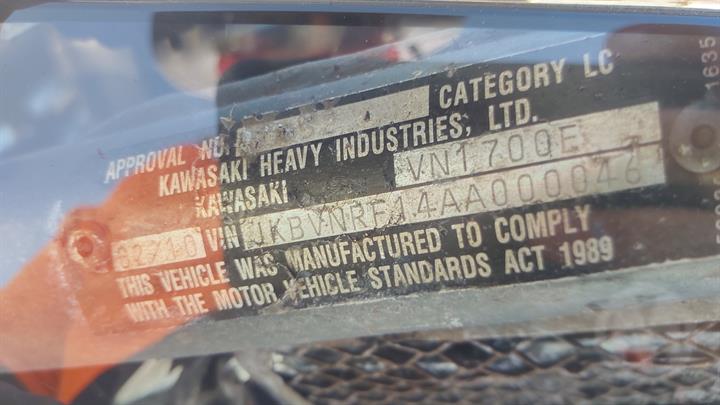 APPROVAL NO. CATEGORY LC
KAWASAKI HEAVY INDUSTRIES, LTD.
KAWASAKI VN1700E
02/10 VIN JKBVNRE14AA000046
THIS VEHICLE WAS MANUFACTURED TO COMPLY
WITH THE MOTOR VEHICLE STANDARDS ACT 1989
1635